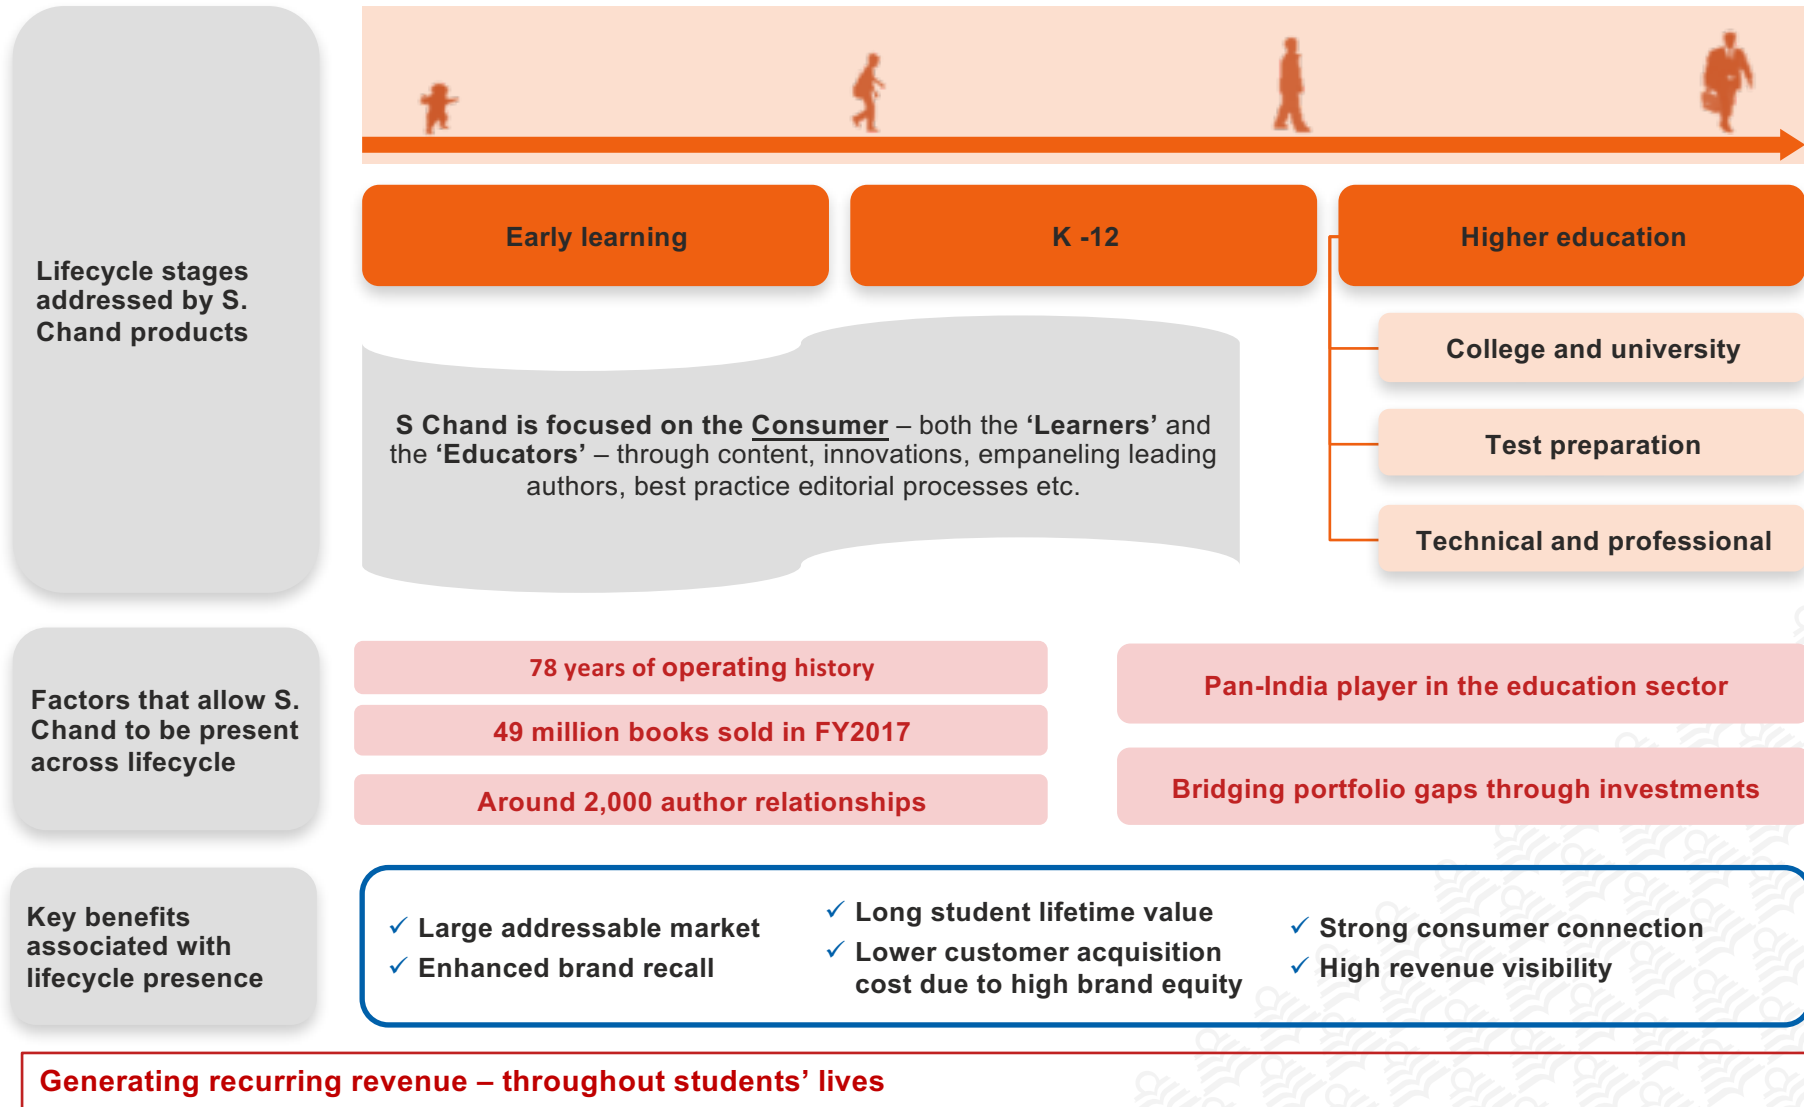 Lifecycle stages
addressed by S.
Chand products
Early learning
K -12
Higher education
College and university
Test preparation
Technical and professional
S Chand is focused on the Consumer – both the ‘Learners’ and
the ‘Educators’ – through content, innovations, empaneling leading
authors, best practice editorial processes etc.
Factors that allow S.
Chand to be present
across lifecycle
78 years of operating history
49 million books sold in FY2017
Around 2,000 author relationships
Pan-India player in the education sector
Bridging portfolio gaps through investments
Key benefits
associated with
lifecycle presence
✓ Large addressable market
✓ Enhanced brand recall
✓ Long student lifetime value
✓ Lower customer acquisition
cost due to high brand equity
✓ Strong consumer connection
✓ High revenue visibility
Generating recurring revenue – throughout students’ lives